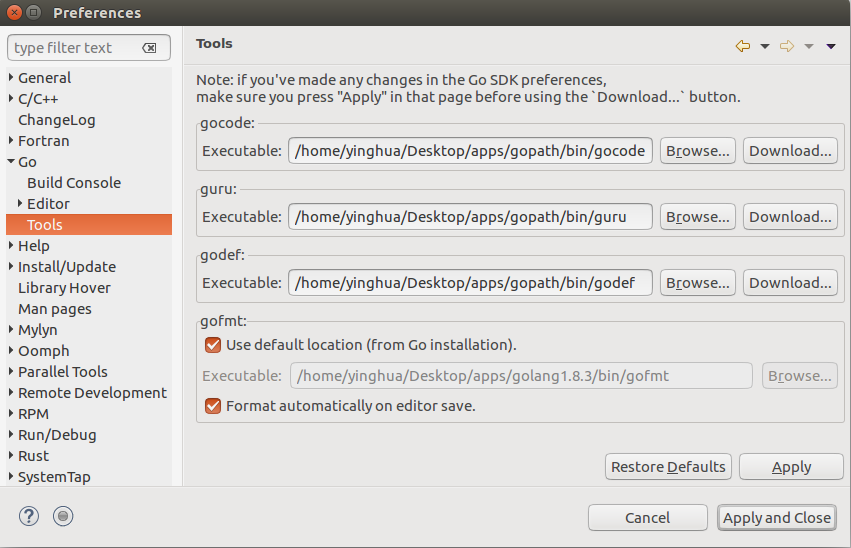 Preferences
type filter text
General
C/C++
ChangeLog
Fortran
Go
Build Console
Editor
Tools
Help
Install/Update
Library Hover
Man pages
Mylyn
Oomph
Parallel Tools
Remote Development
RPM
Run/Debug
Rust
SystemTap
Tools
Note: if you've made any changes in the Go SDK preferences,
make sure you press "Apply" in that page before using the `Download...` button.
gocode:
Executable: /home/yinghua/Desktop/apps/gopath/bin/gocode Browse... Download...
guru:
Executable: /home/yinghua/Desktop/apps/gopath/bin/guru Browse... Download...
godef:
Executable: /home/yinghua/Desktop/apps/gopath/bin/godef Browse... Download...
gofmt:
Use default location (from Go installation).
Executable: /home/yinghua/Desktop/apps/golang1.8.3/bin/gofmt Browse...
Format automatically on editor save.
Restore Defaults Apply
? Cancel Apply and Close